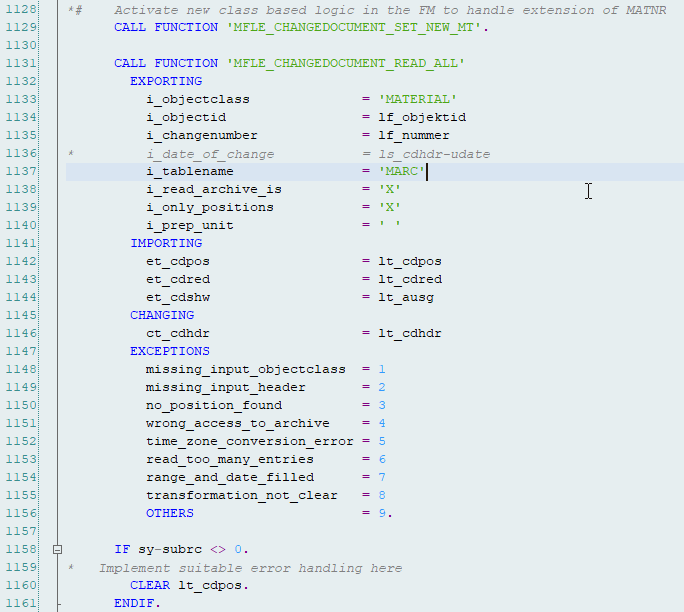 1128 *#    Activate new class based logic in the FM to handle extension of MATNR
1129       CALL FUNCTION 'MFLE_CHANGEDOCUMENT_SET_NEW_MT'.
1130
1131       CALL FUNCTION 'MFLE_CHANGEDOCUMENT_READ_ALL'
1132         EXPORTING
1133           i_objectclass              = 'MATERIAL'
1134           i_objectid                 = lf_objektid
1135           i_changenumber             = lf_nummer
1136 *         i_date_of_change           = ls_cdhdr-udate
1137           i_tablename                = 'MARC'
1138           i_read_archive_is          = 'X'
1139           i_only_positions           = 'X'
1140           i_prep_unit                = ' '
1141         IMPORTING
1142           et_cdpos                   = lt_cdpos
1143           et_cdred                   = lt_cdred
1144           et_cdshw                   = lt_ausg
1145         CHANGING
1146           ct_cdhdr                   = lt_cdhdr
1147         EXCEPTIONS
1148           missing_input_objectclass  = 1
1149           missing_input_header       = 2
1150           no_position_found          = 3
1151           wrong_access_to_archive    = 4
1152           time_zone_conversion_error = 5
1153           read_too_many_entries      = 6
1154           range_and_date_filled      = 7
1155           transformation_not_clear   = 8
1156           OTHERS                     = 9.
1157
1158       IF sy-subrc <> 0.
1159 *   Implement suitable error handling here
1160         CLEAR lt_cdpos.
1161       ENDIF.